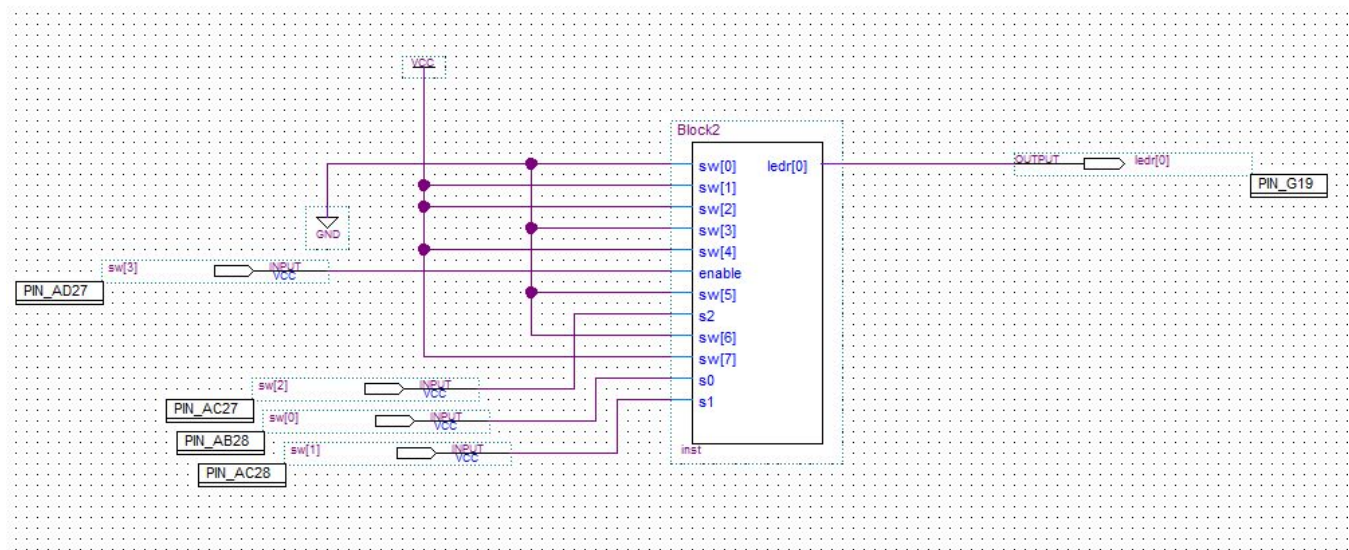 VCC
Block2
sw[0] ledr[0]
sw[1]
sw[2]
sw[3]
sw[4]
enable
sw[5]
s2
sw[6]
sw[7]
s0
s1
inst
OUTPUT ledr[0]
PIN_G19
GND
sw[3] INPUT
VCC
PIN_AD27
sw[2] INPUT
VCC
PIN_AC27
sw[0] INPUT
VCC
PIN_AB28
sw[1] INPUT
VCC
PIN_AC28